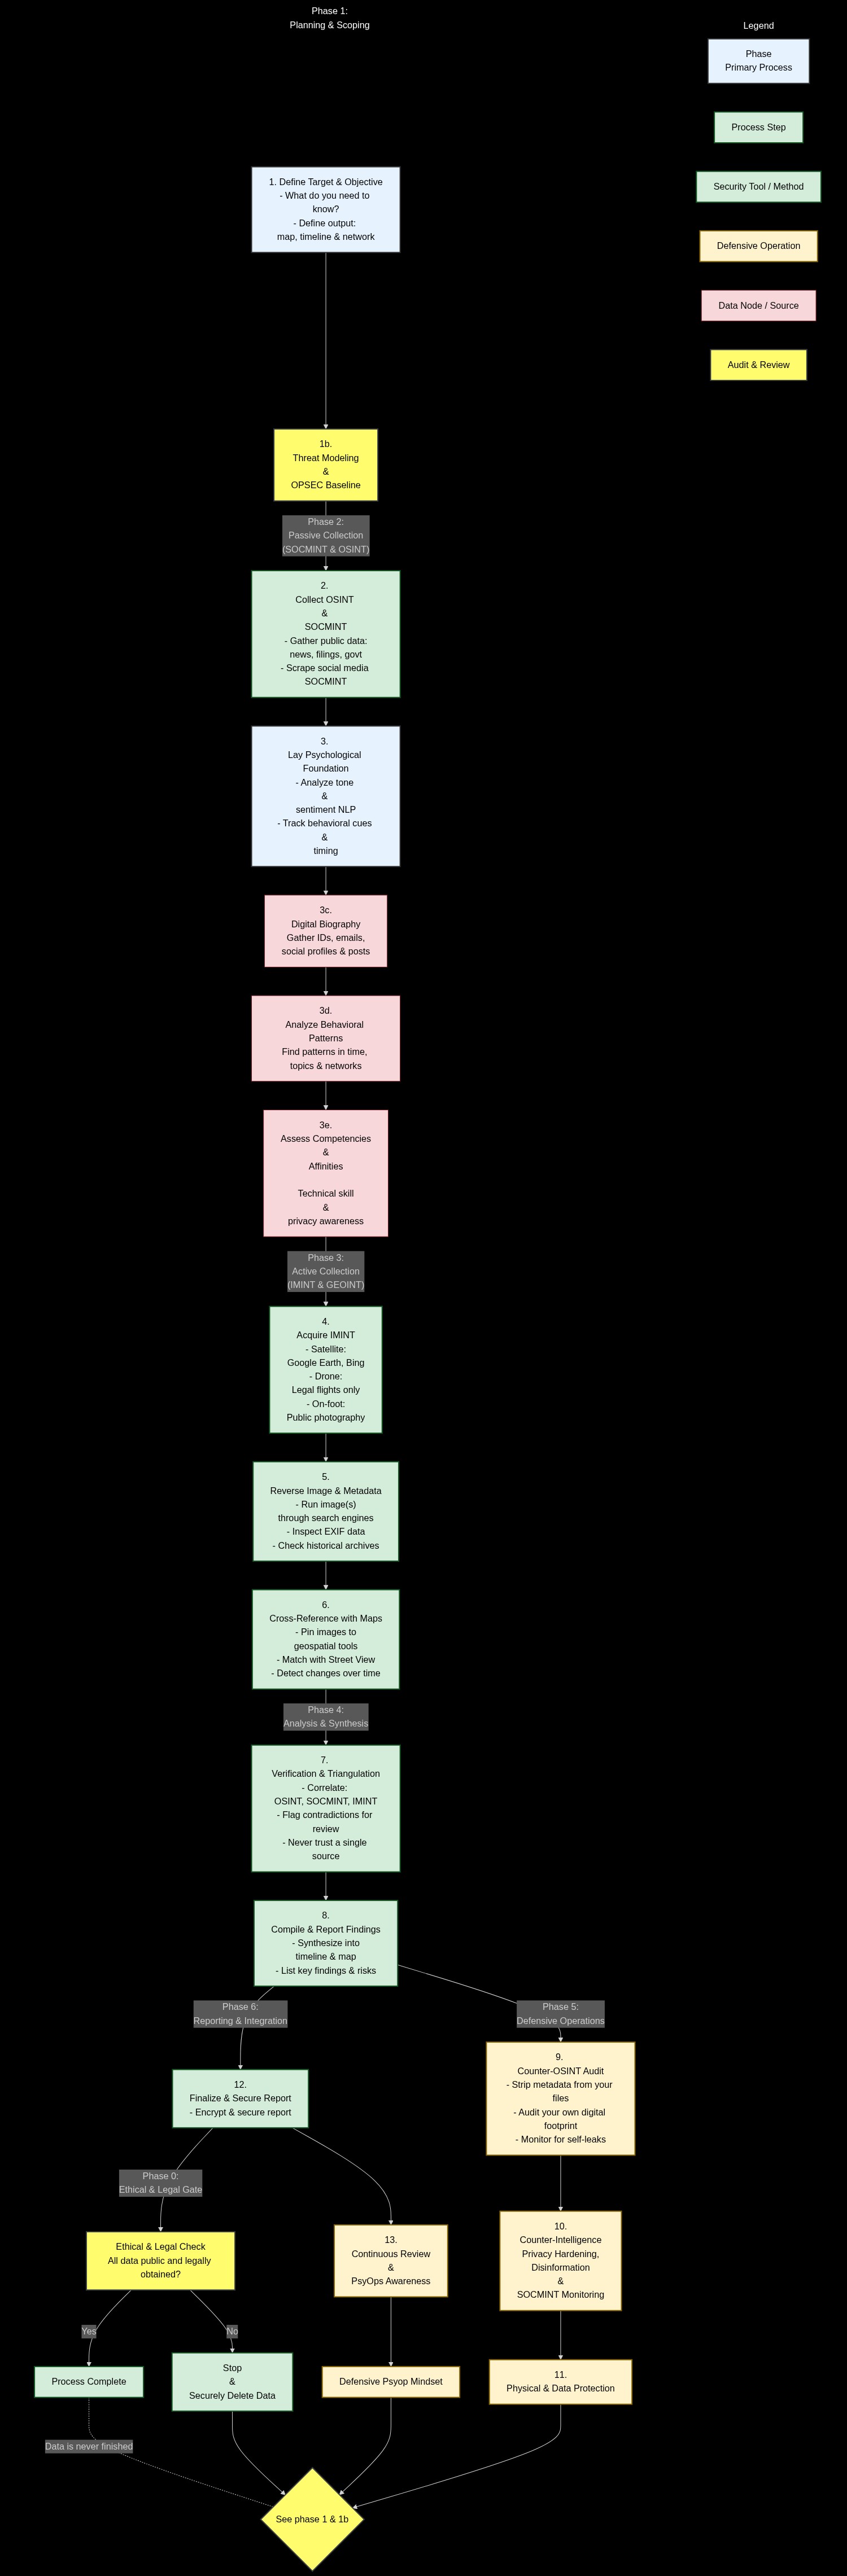 Phase 1:
Planning & Scoping
Legend
Phase
Primary Process
Process Step
Security Tool / Method
Defensive Operation
Data Node / Source
Audit & Review
1. Define Target & Objective
- What do you need to
know?
- Define output:
map, timeline & network
1b.
Threat Modeling
&
OPSEC Baseline
Phase 2:
Passive Collection
(SOCMINT & OSINT)
2.
Collect OSINT
&
SOCMINT
- Gather public data:
news, filings, govt
- Scrape social media
SOCMINT
3.
Lay Psychological
Foundation
- Analyze tone
&
sentiment NLP
- Track behavioral cues
&
timing
3c.
Digital Biography
Gather IDs, emails,
social profiles & posts
3d.
Analyze Behavioral
Patterns
Find patterns in time,
topics & networks
3e.
Assess Competencies
&
Affinities
Technical skill
&
privacy awareness
Phase 3:
Active Collection
(IMINT & GEOINT)
4.
Acquire IMINT
- Satellite:
Google Earth, Bing
- Drone:
Legal flights only
- On-foot:
Public photography
5.
Reverse Image & Metadata
- Run image(s)
through search engines
- Inspect EXIF data
- Check historical archives
6.
Cross-Reference with Maps
- Pin images to
geospatial tools
- Match with Street View
- Detect changes over time
Phase 4:
Analysis & Synthesis
7.
Verification & Triangulation
- Correlate:
OSINT, SOCMINT, IMINT
- Flag contradictions for
review
- Never trust a single
source
8.
Compile & Report Findings
- Synthesize into
timeline & map
- List key findings & risks
Phase 6:
Reporting & Integration
Phase 5:
Defensive Operations
12.
Finalize & Secure Report
- Encrypt & secure report
9.
Counter-OSINT Audit
- Strip metadata from your
files
- Audit your own digital
footprint
- Monitor for self-leaks
Phase 0:
Ethical & Legal Gate
Ethical & Legal Check
All data public and legally
obtained?
13.
Continuous Review
&
PsyOps Awareness
10.
Counter-Intelligence
Privacy Hardening,
Disinformation
&
SOCMINT Monitoring
Yes
No
Process Complete
Stop
&
Securely Delete Data
Defensive Psyop Mindset
11.
Physical & Data Protection
Data is never finished
See phase 1 & 1b